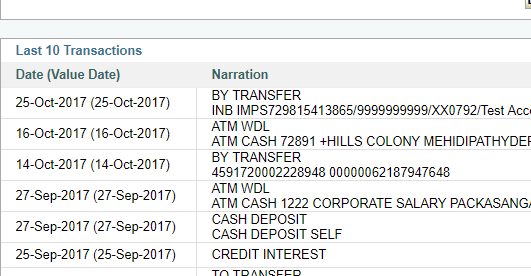 Last 10 Transactions
Date (Value Date) Narration
25-Oct-2017 (25-Oct-2017) BY TRANSFER
INB IMPS729815413865/9999999999/XX0792/Test Acco
16-Oct-2017 (16-Oct-2017) ATM WDL
ATM CASH 72891 +HILLS COLONY MEHIDIPATHYDER
14-Oct-2017 (14-Oct-2017) BY TRANSFER
4591720002228948 00000062187947648
27-Sep-2017 (27-Sep-2017) ATM WDL
ATM CASH 1222 CORPORATE SALARY PACKASANGA
27-Sep-2017 (27-Sep-2017) CASH DEPOSIT
CASH DEPOSIT SELF
25-Sep-2017 (25-Sep-2017) CREDIT INTEREST
TO TRANSFER